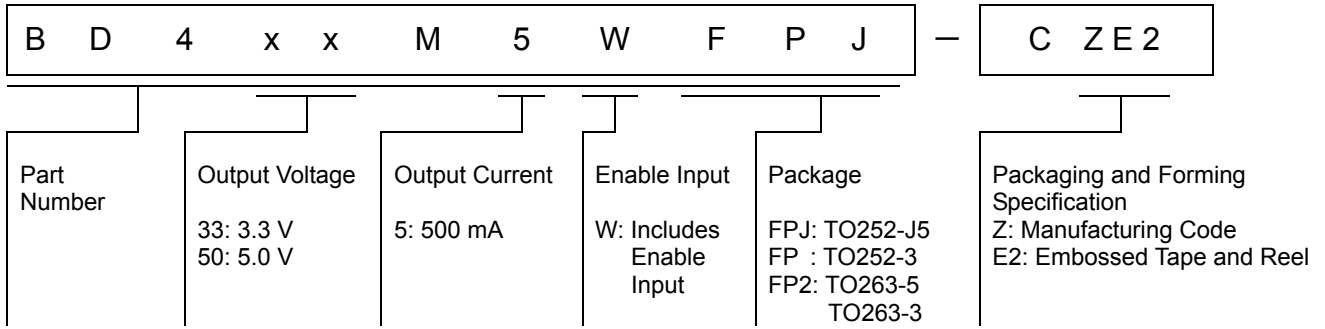 B D 4 x x M 5 W F P J – C Z E 2
Part
Number
Output Voltage
33: 3.3 V
50: 5.0 V
Output Current
5: 500 mA
Enable Input
W: Includes
Enable
Input
Package
FPJ: TO252-J5
FP : TO252-3
FP2: TO263-5
TO263-3
Packaging and Forming
Specification
Z: Manufacturing Code
E2: Embossed Tape and Reel